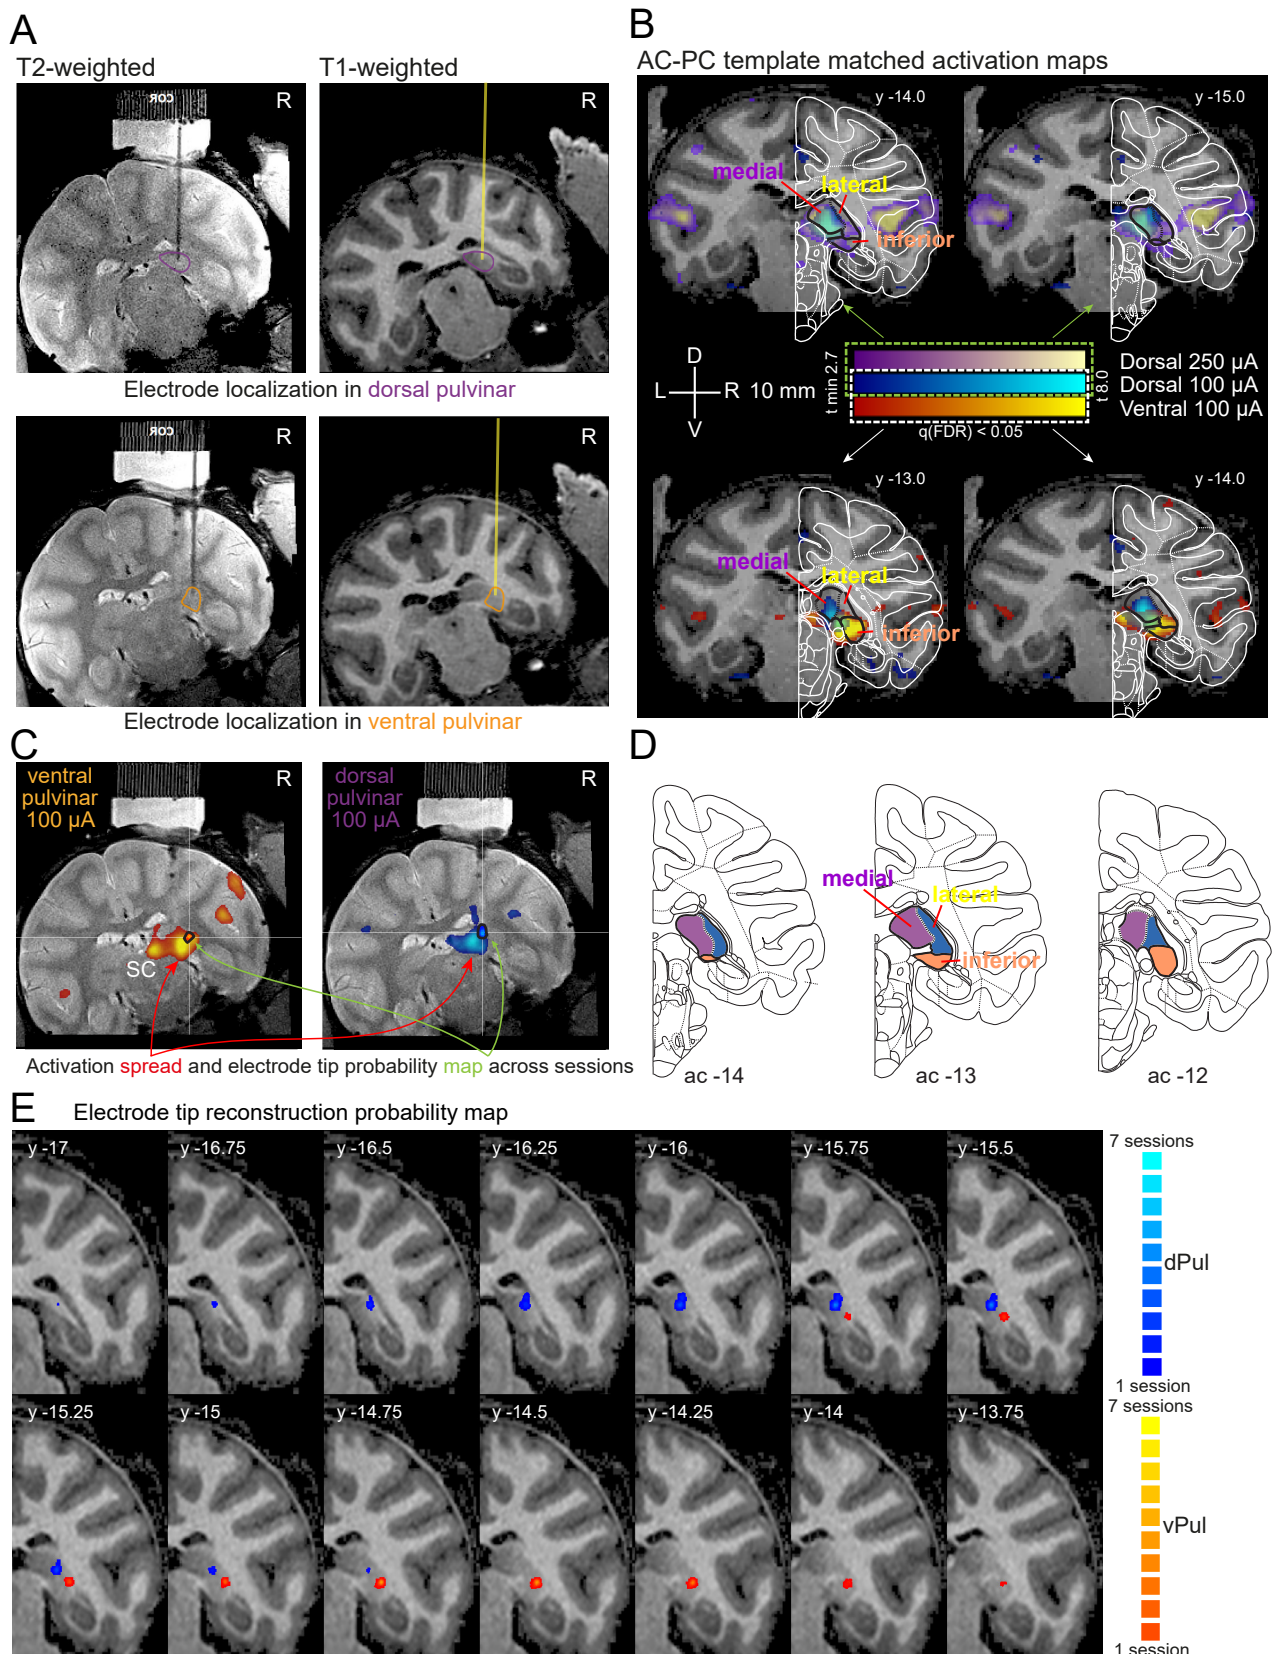 A
T2-weighted
T1-weighted
COR
R
R
Electrode localization in dorsal pulvinar
COR
R
R
Electrode localization in ventral pulvinar
B
AC-PC template matched activation maps
y -14.0
y -15.0
medial
lateral
inferior
D
L
R
V
10 mm
t min 2.7
t 8.0
Dorsal 250 µA
Dorsal 100 µA
Ventral 100 µA
q(FDR) < 0.05
y -13.0
y -14.0
medial
lateral
inferior
C
ventral
pulvinar
100 µA
R
SC
dorsal
pulvinar
100 µA
R
Activation spread and electrode tip probability map across sessions
D
medial
lateral
inferior
ac -14
ac -13
ac -12
E
Electrode tip reconstruction probability map
y -17
y -16.75
y -16.5
y -16.25
y -16
y -15.75
y -15.5
7 sessions
dPul
1 session
y -15.25
y -15
y -14.75
y -14.5
y -14.25
y -14
y -13.75
7 sessions
vPul
1 session